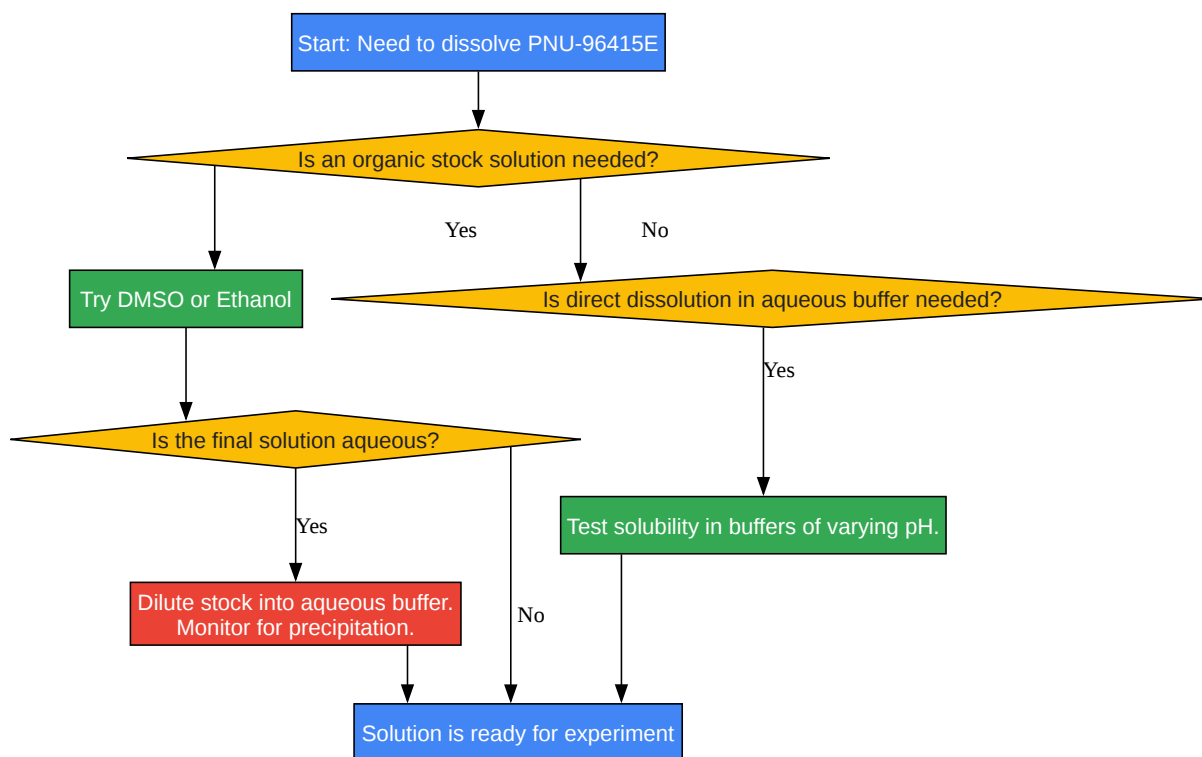 Start: Need to dissolve PNU-96415E
Is an organic stock solution needed?
Yes
No
Try DMSO or Ethanol
Is direct dissolution in aqueous buffer needed?
Yes
Is the final solution aqueous?
Yes
Test solubility in buffers of varying pH.
Dilute stock into aqueous buffer.
Monitor for precipitation.
No
Solution is ready for experiment